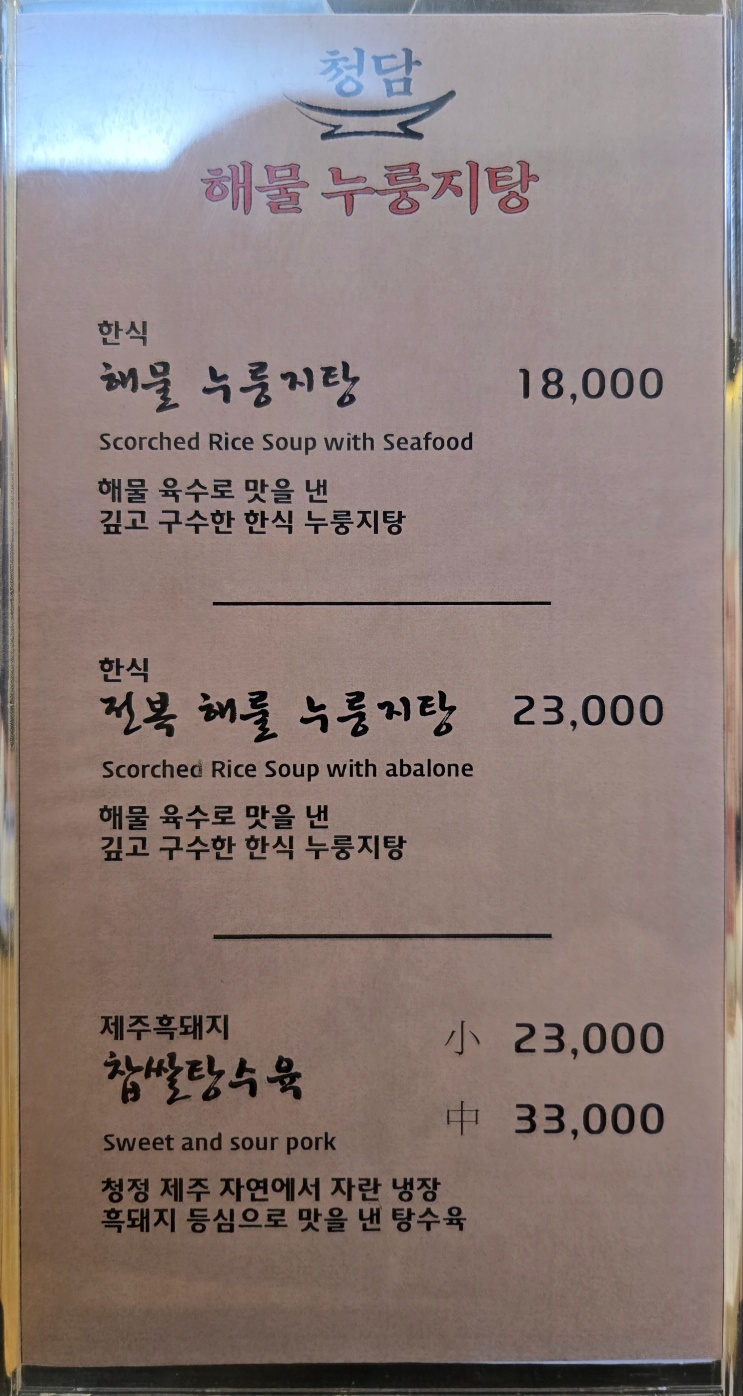 청담
해물 누룽지탕
한식
해물 누룽지탕 18,000
Scorched Rice Soup with Seafood
해물 육수로 맛을 낸
깊고 구수한 한식 누룽지탕
한식
전복 해물 누룽지탕 23,000
Scorched Rice Soup with abalone
해물 육수로 맛을 낸
깊고 구수한 한식 누룽지탕
제주흑돼지 小 23,000
찹쌀탕수육
中 33,000
Sweet and sour pork
청정 제주 자연에서 자란 냉장
흑돼지 등심으로 맛을 낸 탕수육